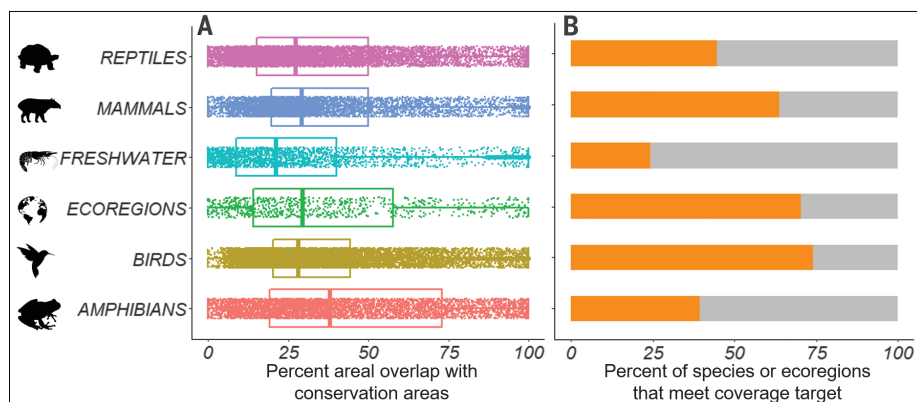 A
B
REPTILES
MAMMALS
FRESHWATER
ECOREGIONS
BIRDS
AMPHIBIANS
0 25 50 75 100
0 25 50 75 100
Percent areal overlap with
conservation areas
Percent of species or ecoregions
that meet coverage target